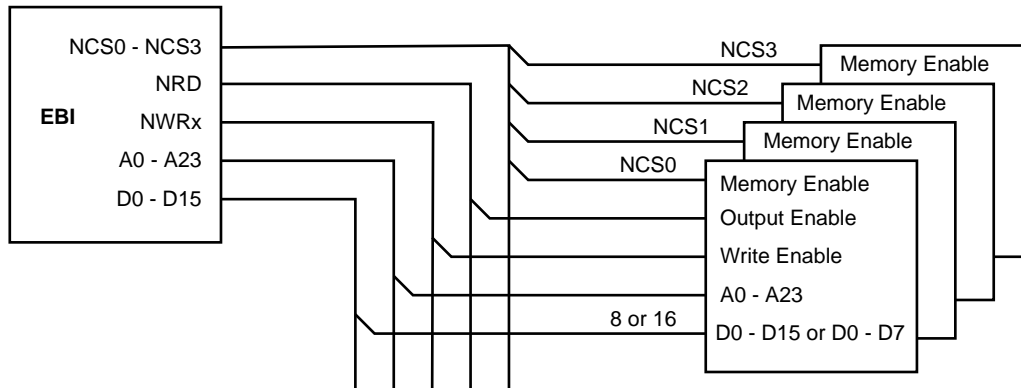 NCS0 - NCS3
NRD
EBI
NWRx
A0 - A23
D0 - D15
NCS3
Memory Enable
NCS2
Memory Enable
NCS1
Memory Enable
NCS0
Memory Enable
Output Enable
Write Enable
A0 - A23
8 or 16
D0 - D15 or D0 - D7